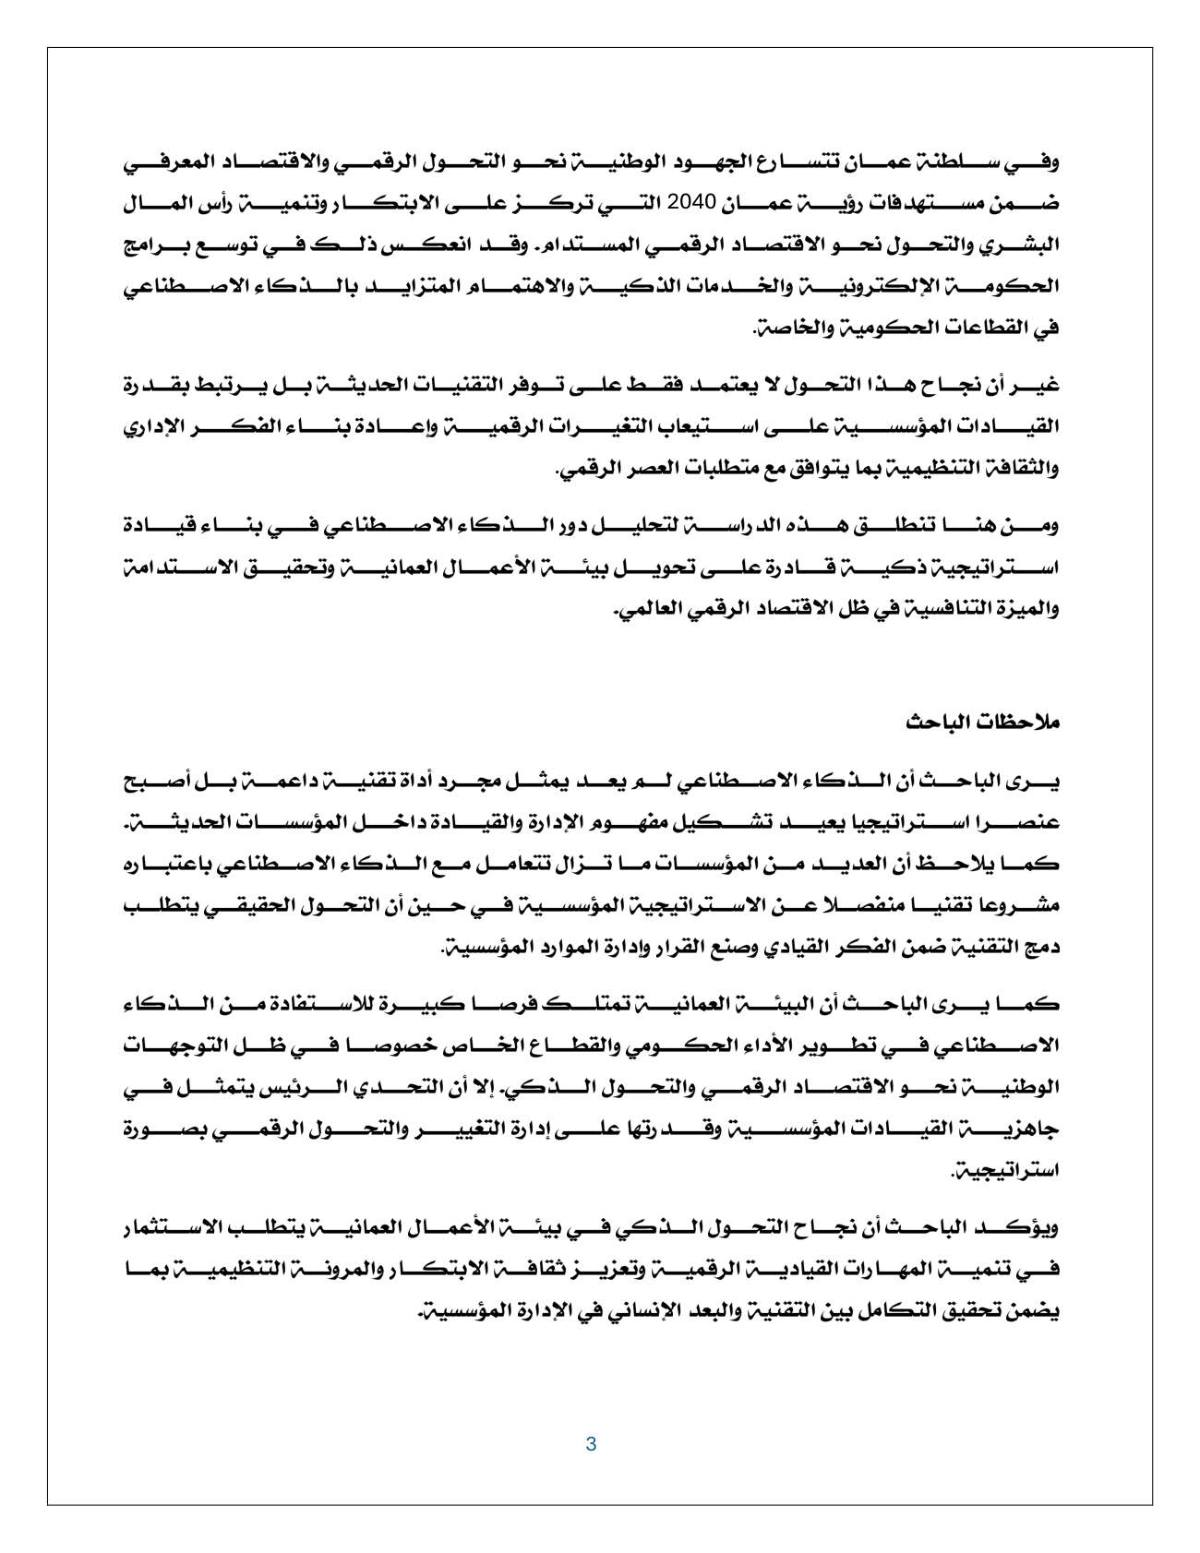 وفي سلطنة عمان تتسارع الجهود الوطنية نحو التحول الرقمي والاقتصاد المعرفي
ضمن مستهدفات رؤية عمان 2040 التي تركز على الابتكار وتنمية رأس المال
البشري والتحول نحو الاقتصاد الرقمي المستدام. وقد انعكس ذلك في توسع برامج
الحكومة الإلكترونية والخدمات الذكية والاهتمام المتزايد بالذكاء الاصطناعي
في القطاعات الحكومية والخاصة.
غير أن نجاح هذا التحول لا يعتمد فقط على توفر التقنيات الحديثة بل يرتبط بقدرة
القيادات المؤسسية على استيعاب التغيرات الرقمية وإعادة بناء الفكر الإداري
والثقافة التنظيمية بما يتوافق مع متطلبات العصر الرقمي.
ومن هنا تنطلق هذه الدراسة لتحليل دور الذكاء الاصطناعي في بناء قيادة
استراتيجية ذكية قادرة على تحويل بيئة الأعمال العمانية وتحقيق الاستدامة
والميزة التنافسية في ظل الاقتصاد الرقمي العالمي.
ملاحظات الباحث
يرى الباحث أن الذكاء الاصطناعي لم يعد يمثل مجرد أداة تقنية داعمة بل أصبح
عنصرا استراتيجيا يعيد تشكيل مفهوم الإدارة والقيادة داخل المؤسسات الحديثة.
كما يلاحظ أن العديد من المؤسسات ما تزال تتعامل مع الذكاء الاصطناعي باعتباره
مشروعا تقنيا منفصلا عن الاستراتيجية المؤسسية في حين أن التحول الحقيقي يتطلب
دمج التقنية ضمن الفكر القيادي وصنع القرار وإدارة الموارد المؤسسية.
كما يرى الباحث أن البيئة العمانية تمتلك فرصا كبيرة للاستفادة من الذكاء
الاصطناعي في تطوير الأداء الحكومي والقطاع الخاص خصوصا في ظل التوجهات
الوطنية نحو الاقتصاد الرقمي والتحول الذكي. إلا أن التحدي الرئيس يتمثل في
جاهزية القيادات المؤسسية وقدرتها على إدارة التغيير والتحول الرقمي بصورة
استراتيجية.
ويؤكد الباحث أن نجاح التحول الذكي في بيئة الأعمال العمانية يتطلب الاستثمار
في تنمية المهارات القيادية الرقمية وتعزيز ثقافة الابتكار والمرونة التنظيمية بما
يضمن تحقيق التكامل بين التقنية والبعد الإنساني في الإدارة المؤسسية.
3